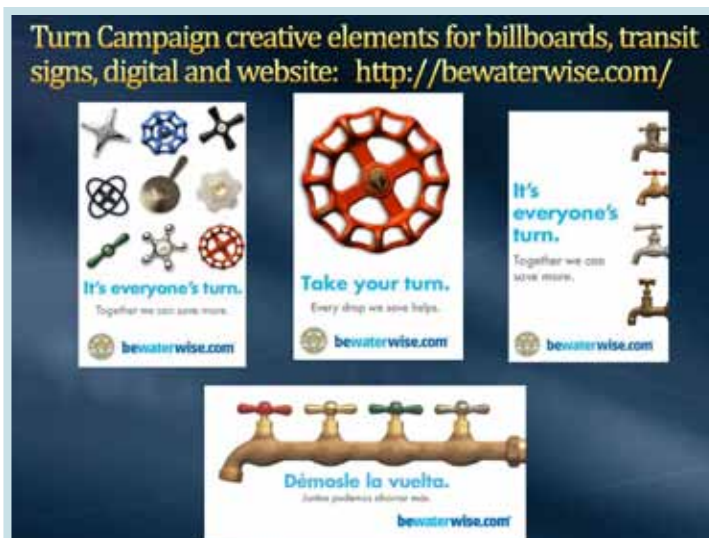 Turn Campaign creative elements for billboards, transit
signs, digital and website: http://bewaterwise.com/
It's everyone's turn.
Together we can save more.
bewaterwise.com
Take your turn.
Every drop we save helps.
bewaterwise.com
It's
everyone's
turn.
Together we can
save more.
bewaterwise.com
Démosle la vuelta.
Juntos podemos ahorrar más.
bewaterwise.com